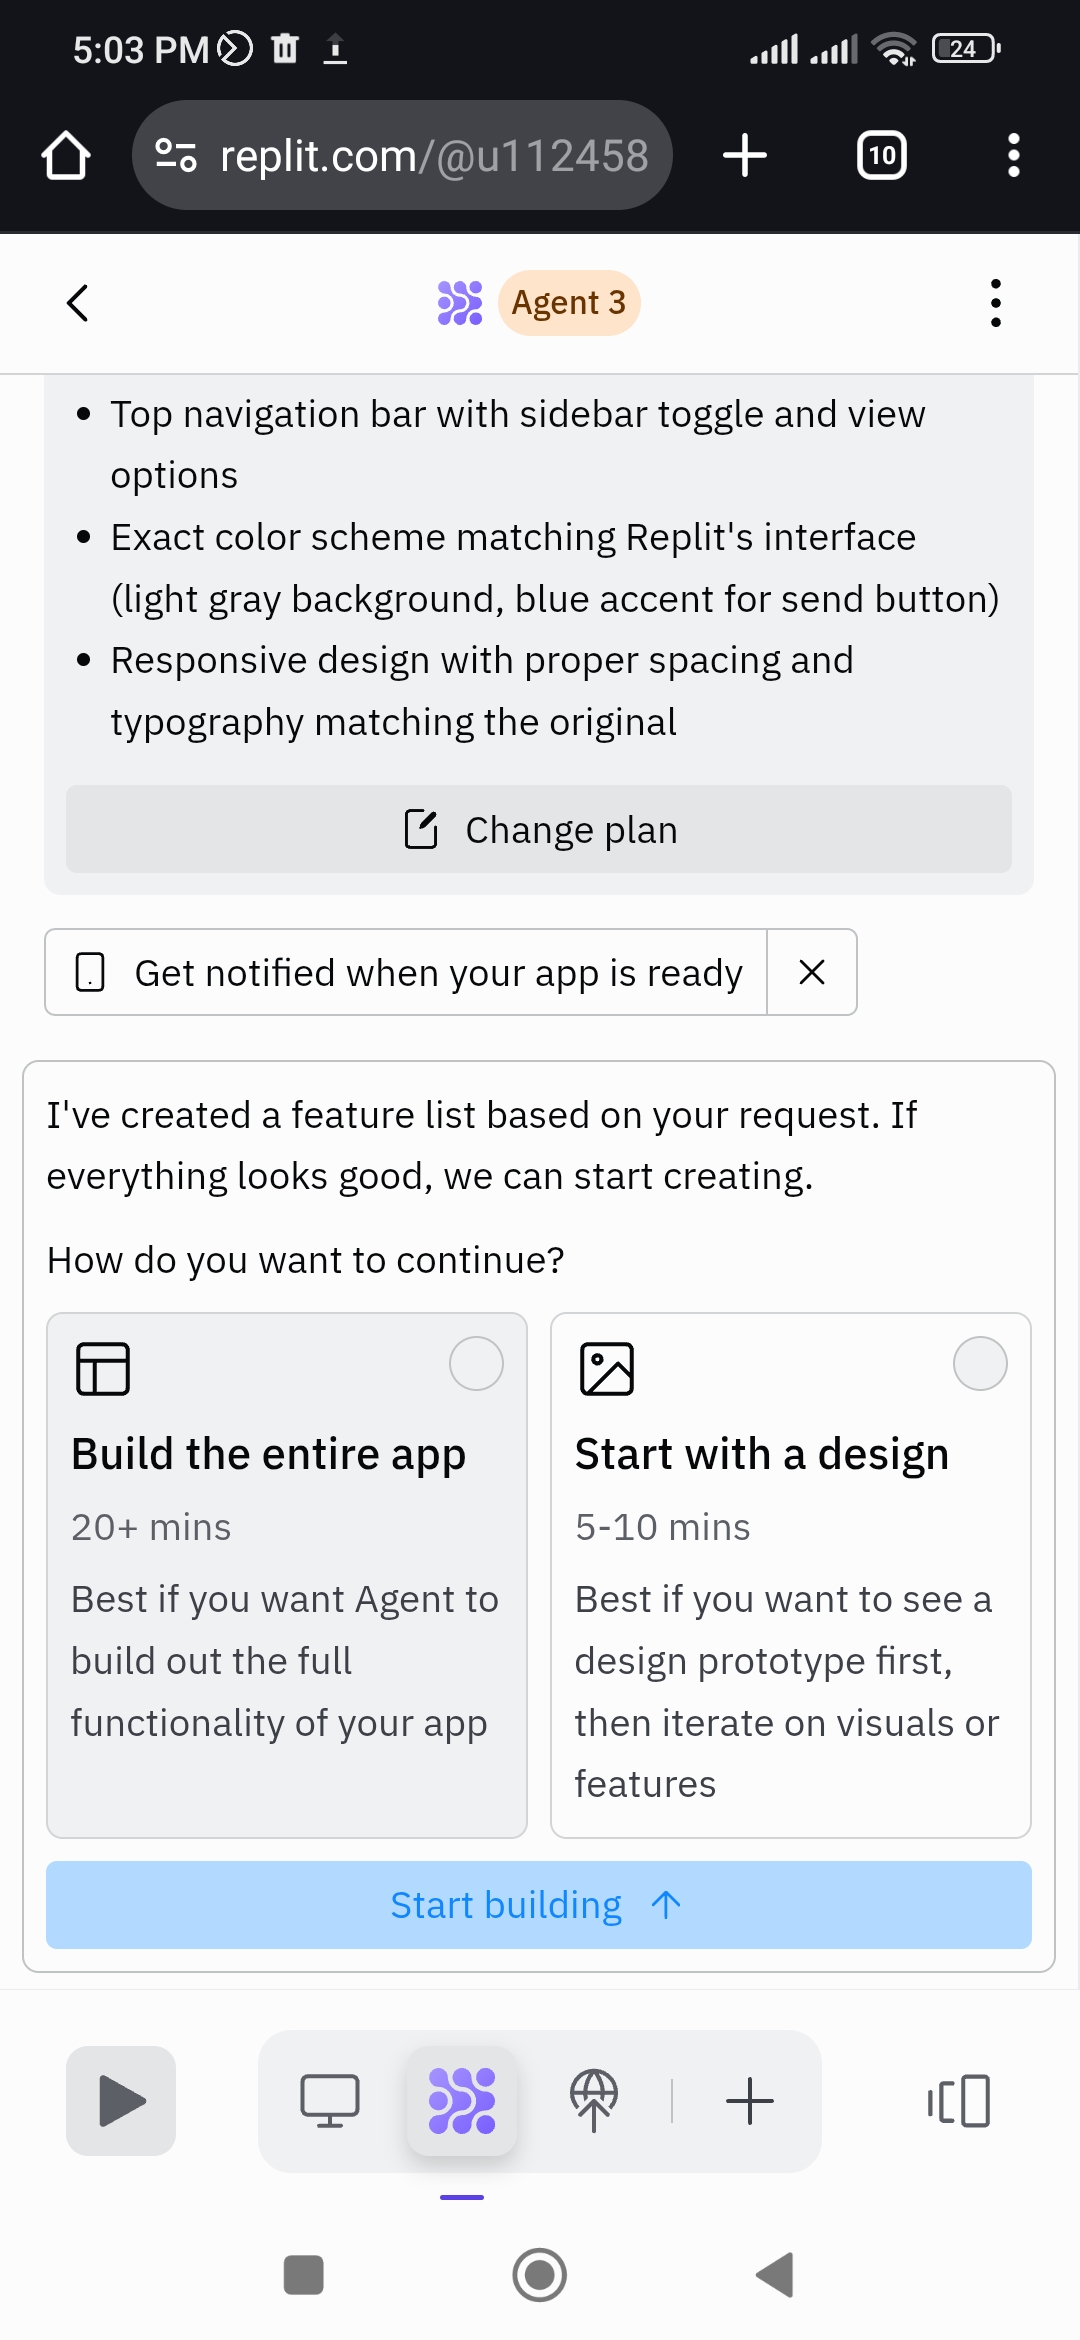 5:03 PM
24
replit.com/@u112458
10
Agent 3
• Top navigation bar with sidebar toggle and view
options
• Exact color scheme matching Replit's interface
(light gray background, blue accent for send button)
• Responsive design with proper spacing and
typography matching the original
Change plan
Get notified when your app is ready
I've created a feature list based on your request. If
everything looks good, we can start creating.
How do you want to continue?
Build the entire app
20+ mins
Best if you want Agent to
build out the full
functionality of your app
Start with a design
5-10 mins
Best if you want to see a
design prototype first,
then iterate on visuals or
features
Start building